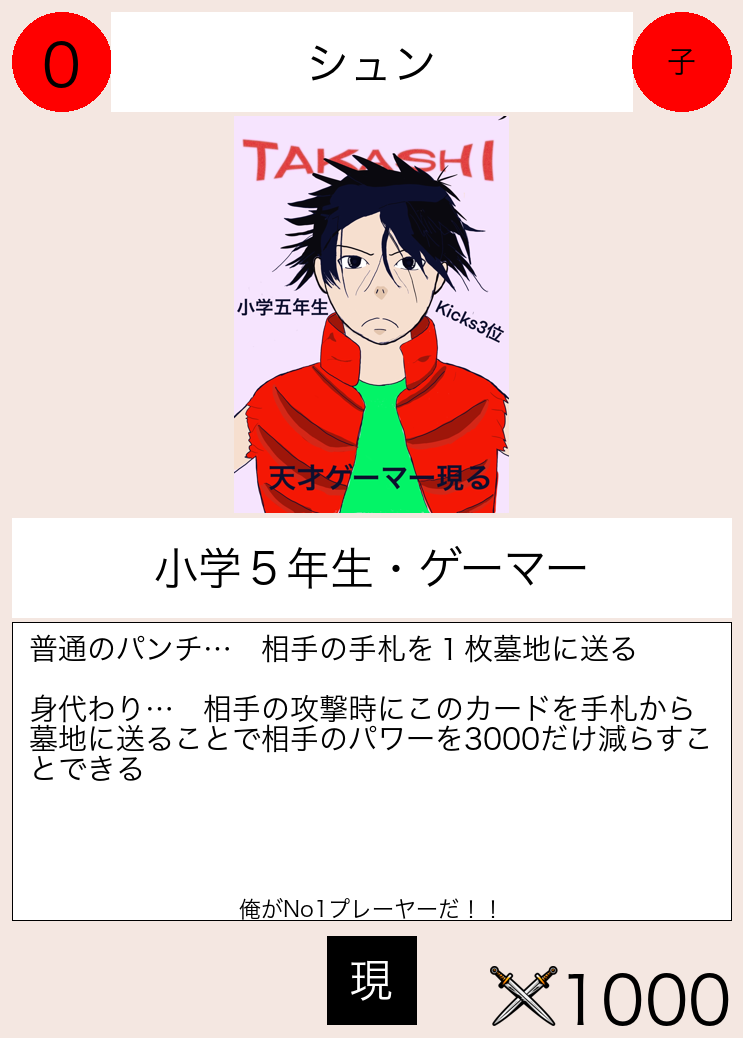 0
シュン
子
TAKASHI
小学五年生
Kicks3位
天才ゲーマー現る
小学５年生・ゲーマー
普通のパンチ…　相手の手札を１枚墓地に送る
身代わり…　相手の攻撃時にこのカードを手札から
墓地に送ることで相手のパワーを3000だけ減らすこ
とできる
俺がNo1プレーヤーだ！！
現
1000